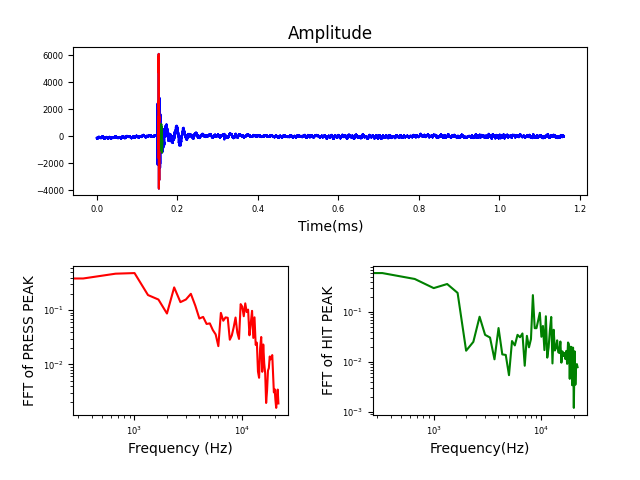 Amplitude
6000
4000
2000
0
−2000
−4000
0.0 0.2 0.4 0.6 0.8 1.0 1.2
Time(ms)
FFT of PRESS PEAK
10⁻¹
10⁻²
10³ 10⁴
Frequency (Hz)
FFT of HIT PEAK
10⁻¹
10⁻²
10⁻³
10³ 10⁴
Frequency(Hz)